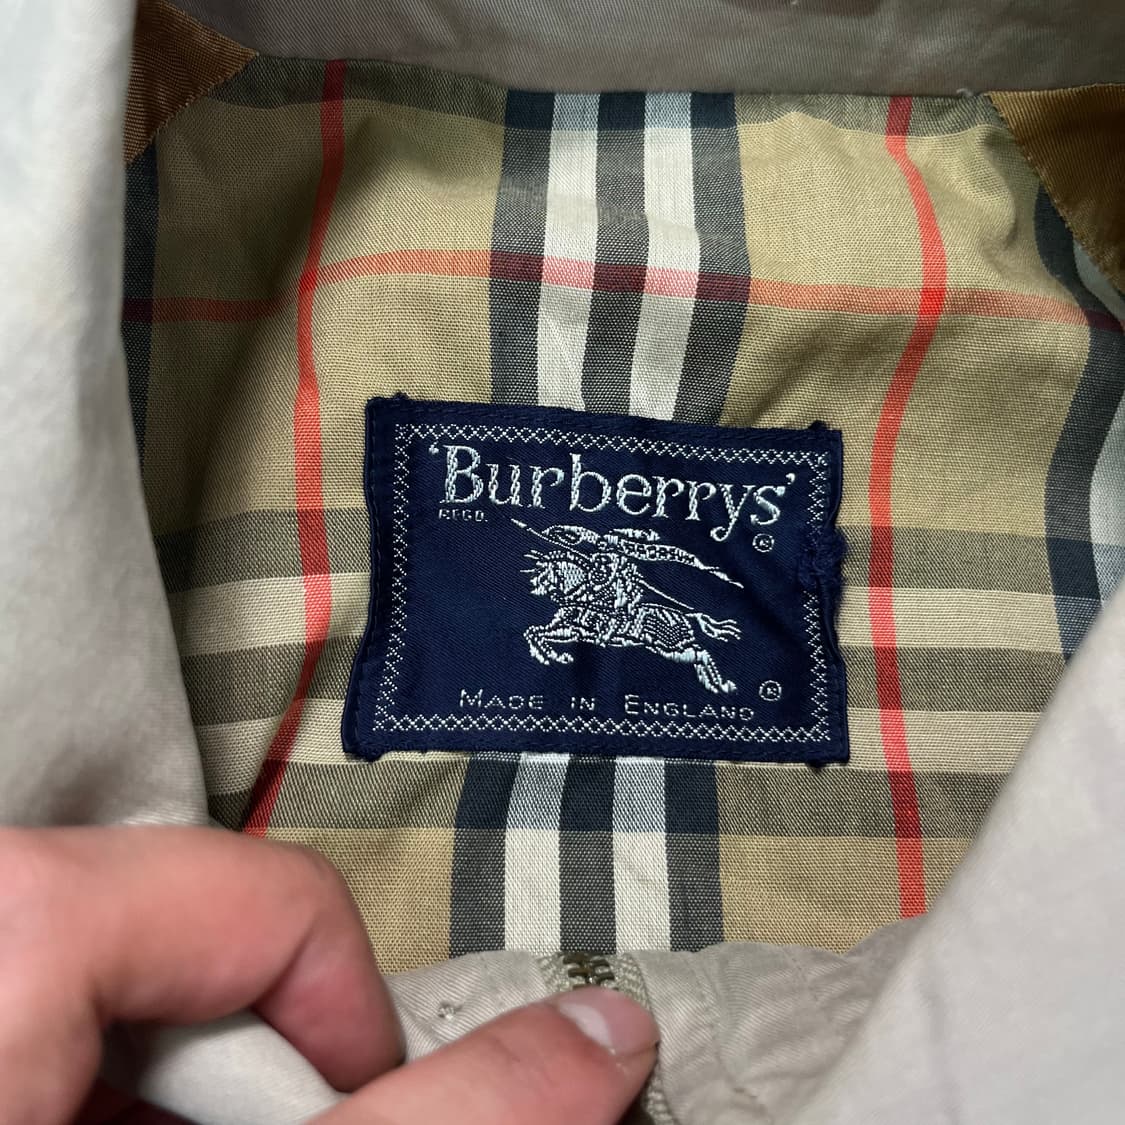 'Burberrys'
REGD.
®
MADE IN ENGLAND ®